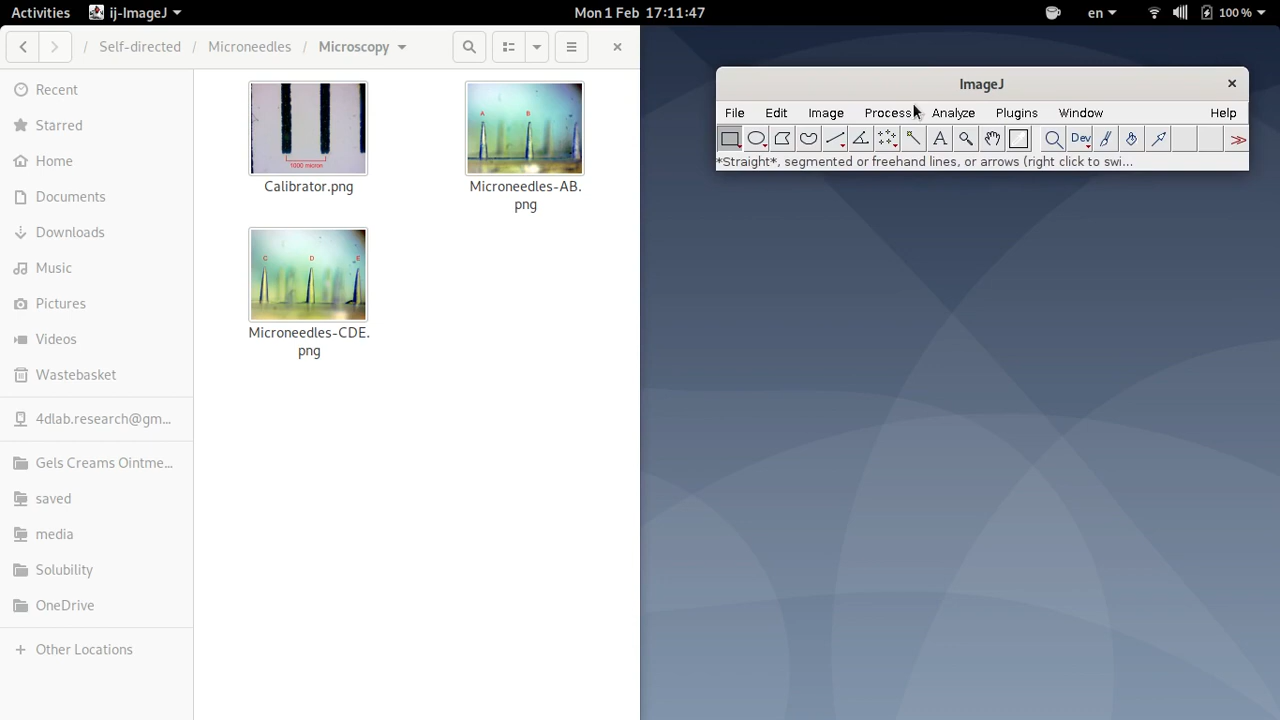 Activities ij-ImageJ Mon 1 Feb 17:11:47 en 100 %
/ Self-directed / Microneedles / Microscopy
Recent
Starred
Home
Documents
Downloads
Music
Pictures
Videos
Wastebasket
4dlab.research@gm...
Gels Creams Ointme...
saved
media
Solubility
OneDrive
+ Other Locations
1000 micron
Calibrator.png
A B
Microneedles-AB.
png
C D E
Microneedles-CDE.
png
ImageJ
File Edit Image Process Analyze Plugins Window Help
A Dev >>
*Straight*, segmented or freehand lines, or arrows (right click to swi...